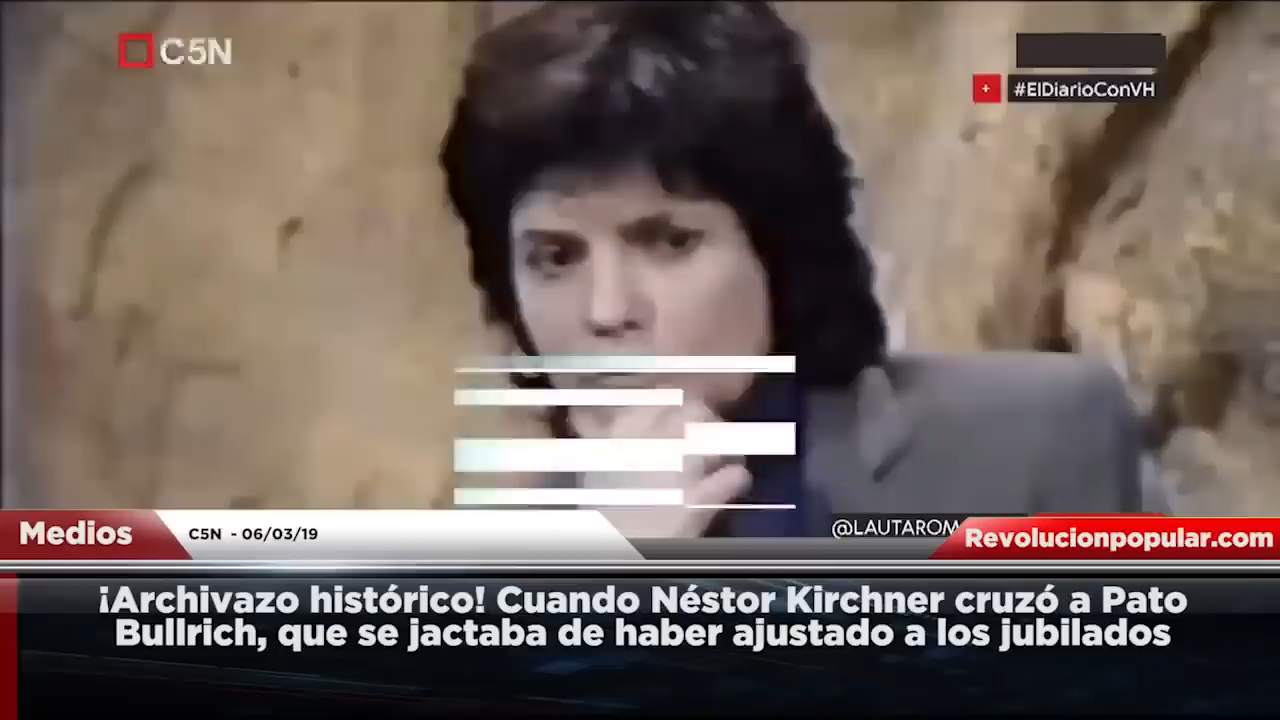 C5N
#ElDiarioConVH
Medios
C5N - 06/03/19
@LAUTAROM
Revolucionpopular.com
¡Archivazo histórico! Cuando Néstor Kirchner cruzó a Pato
Bullrich, que se jactaba de haber ajustado a los jubilados